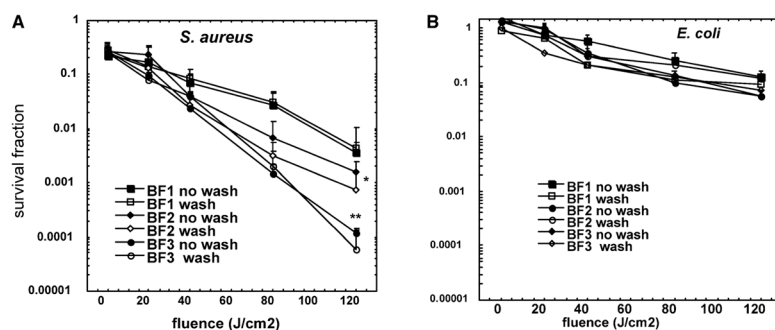 A
S. aureus
1
0.1
0.01
0.001
0.0001
0.00001
survival fraction
BF1 no wash
BF1 wash
BF2 no wash
BF2 wash
BF3 no wash
BF3 wash
*
**
0 20 40 60 80 100 120
fluence (J/cm2)
B
E. coli
1
0.1
0.01
0.001
0.0001
0.00001
BF1 no wash
BF1 wash
BF2 no wash
BF2 wash
BF3 no wash
BF3 wash
0 20 40 60 80 100 120
fluence (J/cm2)